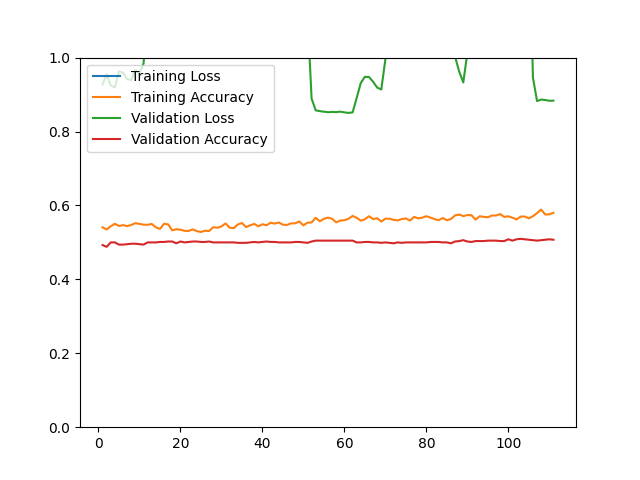 1.0
0.8
0.6
0.4
0.2
0.0
Training Loss
Training Accuracy
Validation Loss
Validation Accuracy
0 20 40 60 80 100